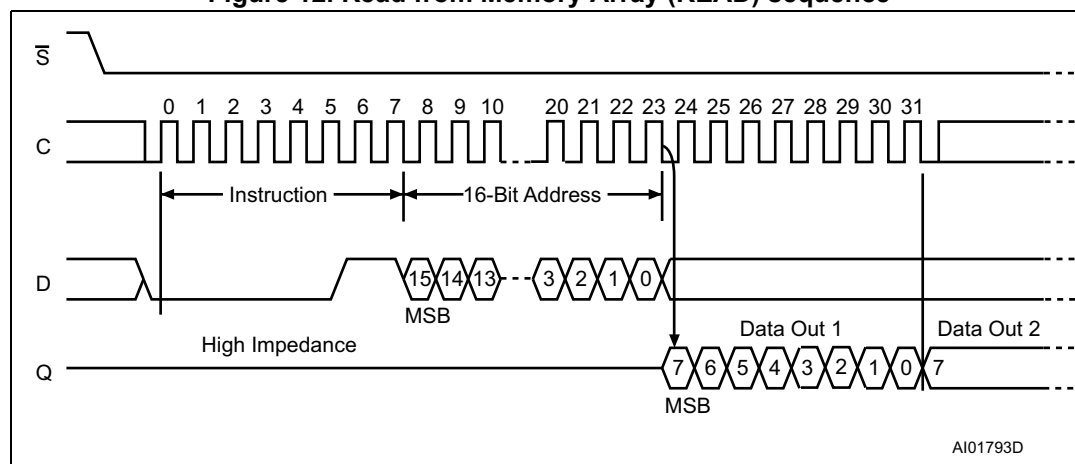 Figure 12. Read from Memory Array (READ) sequence
S
0 1 2 3 4 5 6 7 8 9 10 20 21 22 23 24 25 26 27 28 29 30 31
C
Instruction 16-Bit Address
D 15 14 13 3 2 1 0
MSB
High Impedance Data Out 1 Data Out 2
Q 7 6 5 4 3 2 1 0 7
MSB
AI01793D